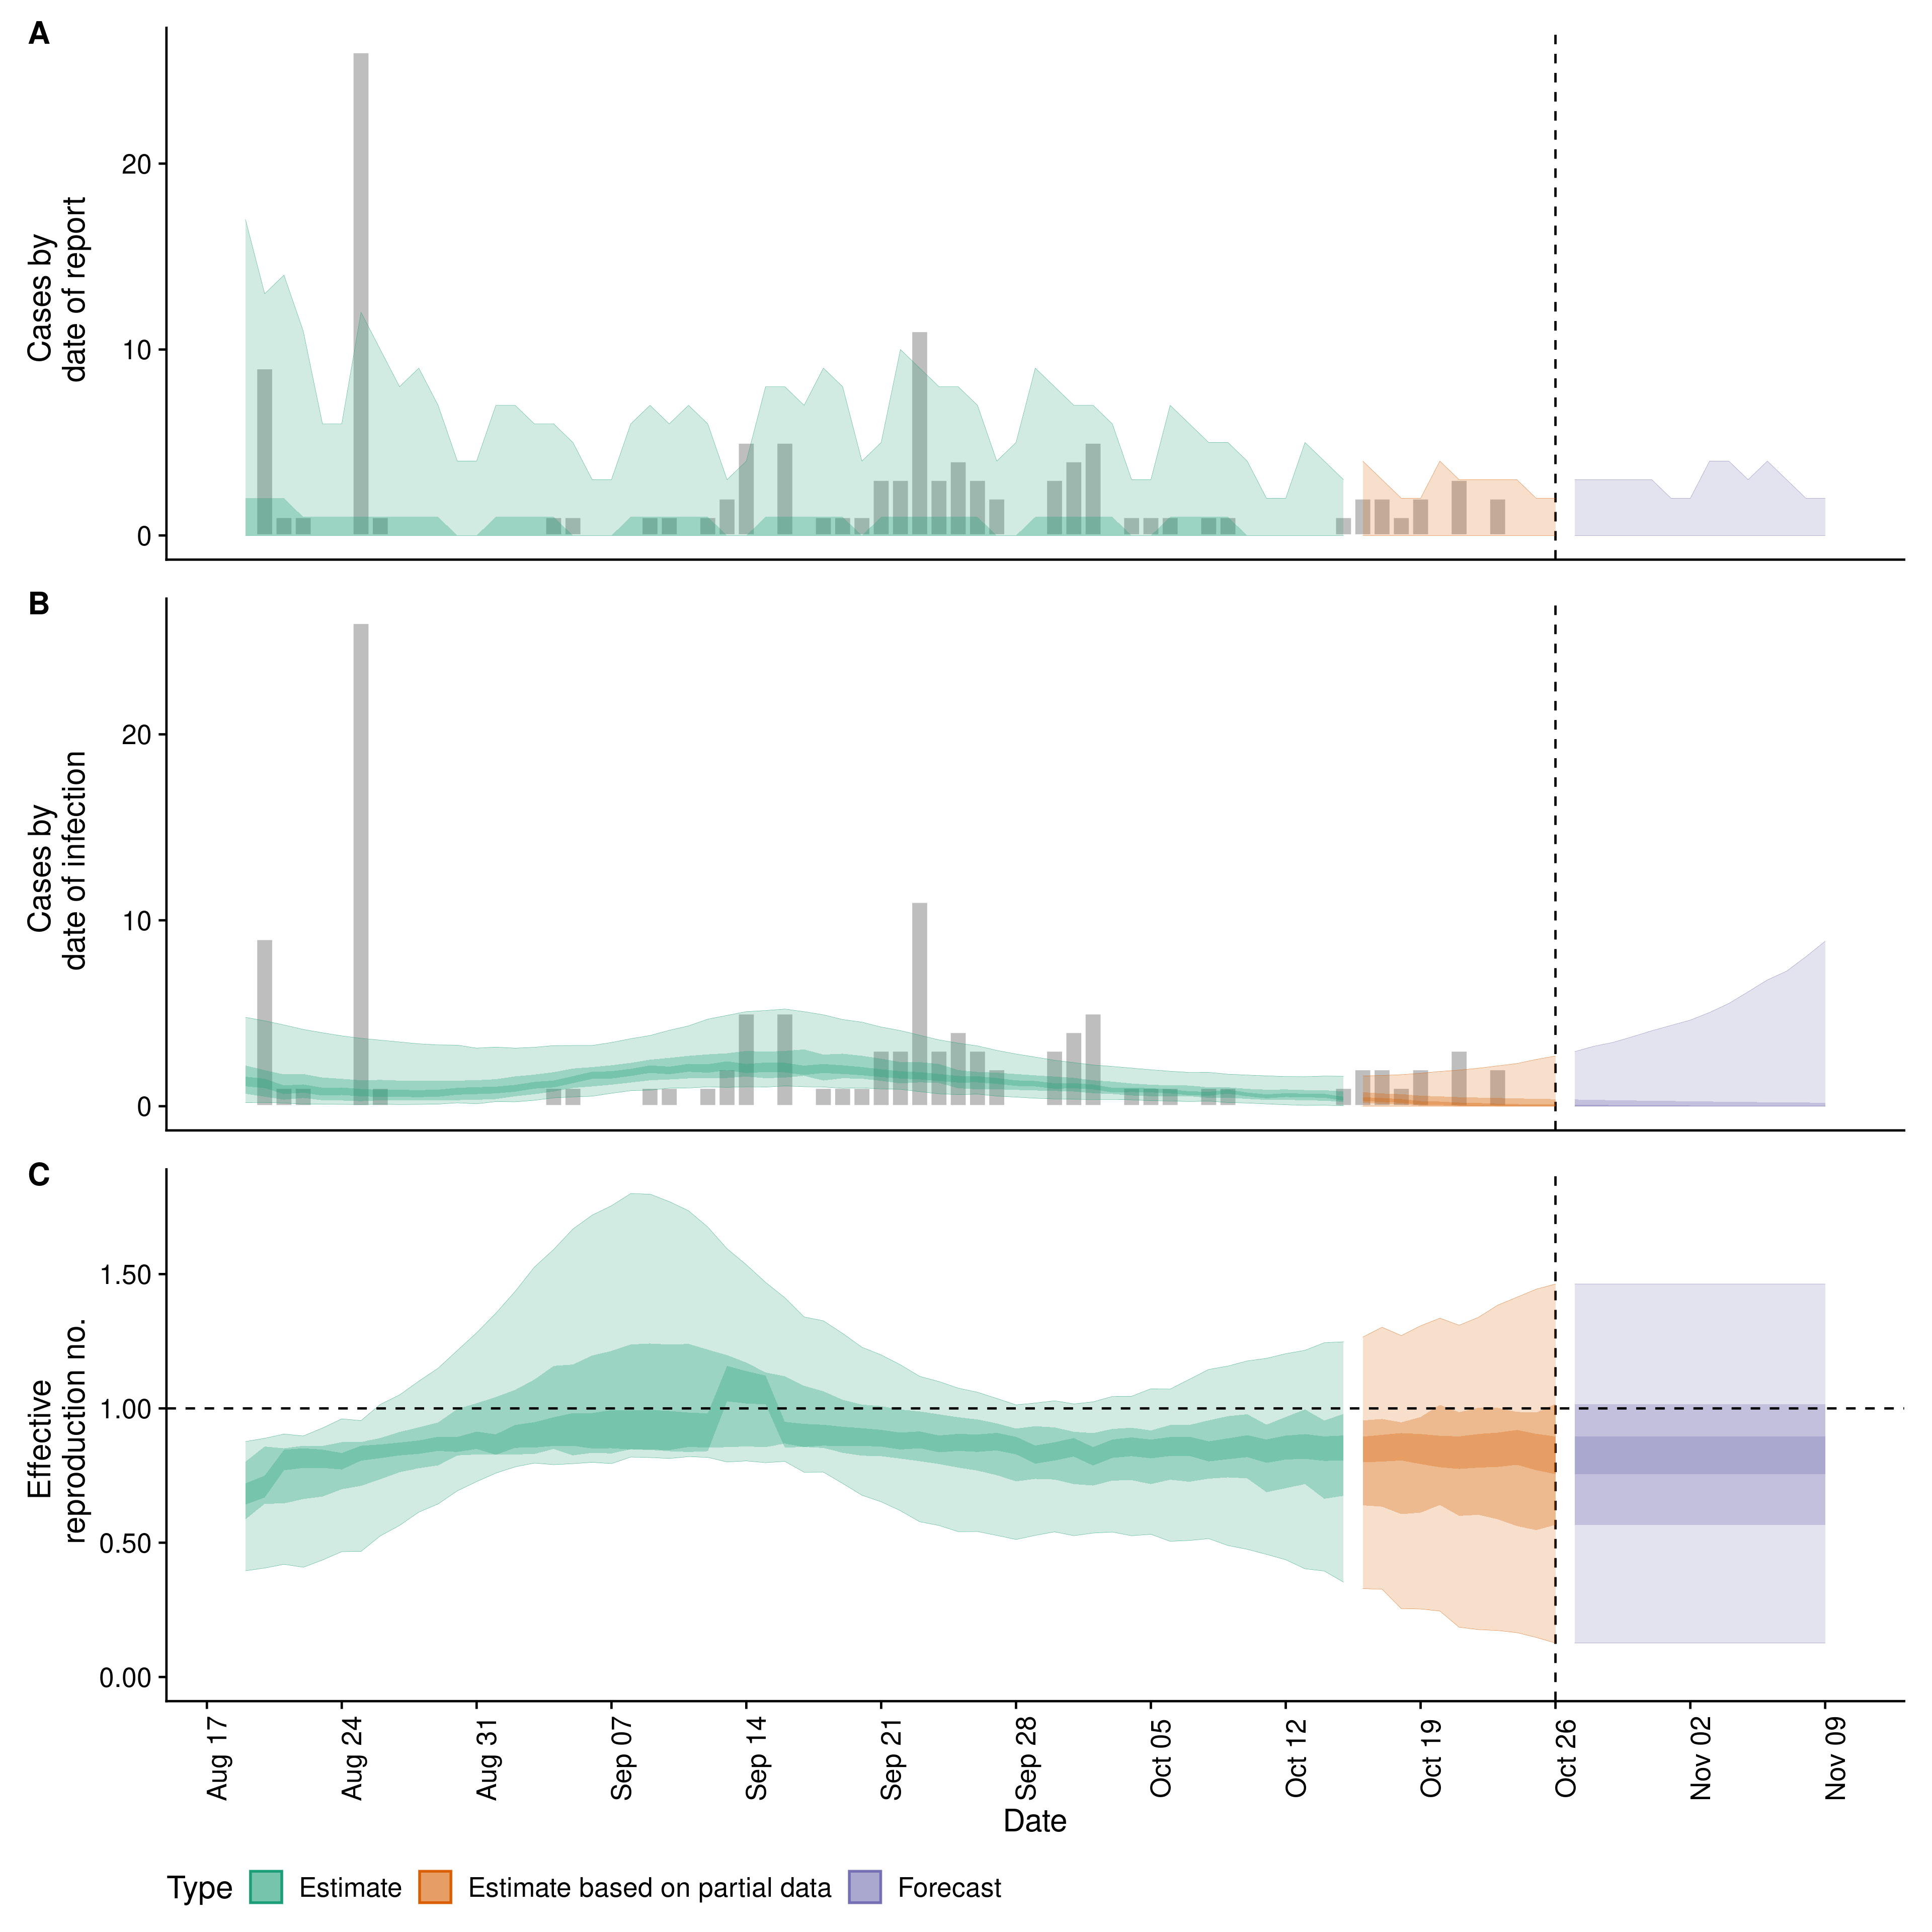 A
Cases by
date of report
20
10
0
B
Cases by
date of infection
20
10
0
C
Effective
reproduction no.
1.50
1.00
0.50
0.00
Aug 17
Aug 24
Aug 31
Sep 07
Sep 14
Sep 21
Sep 28
Oct 05
Oct 12
Oct 19
Oct 26
Nov 02
Nov 09
Date
Type Estimate Estimate based on partial data Forecast